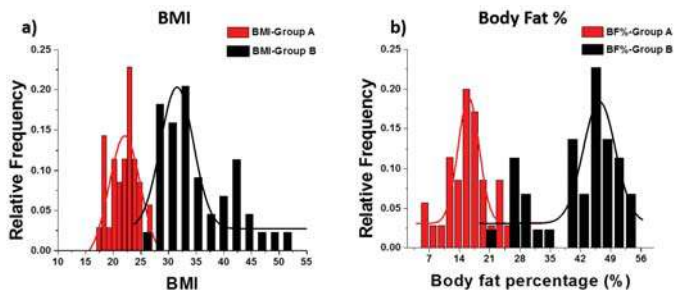 BMI
a)
BMI-Group A
BMI-Group B
Relative Frequency
0.25
0.20
0.15
0.10
0.05
0.00
10 15 20 25 30 35 40 45 50 55
BMI
Body Fat %
b)
BF%-Group A
BF%-Group B
Relative Frequency
0.25
0.20
0.15
0.10
0.05
0.00
7 14 21 28 35 42 49 56
Body fat percentage (%)